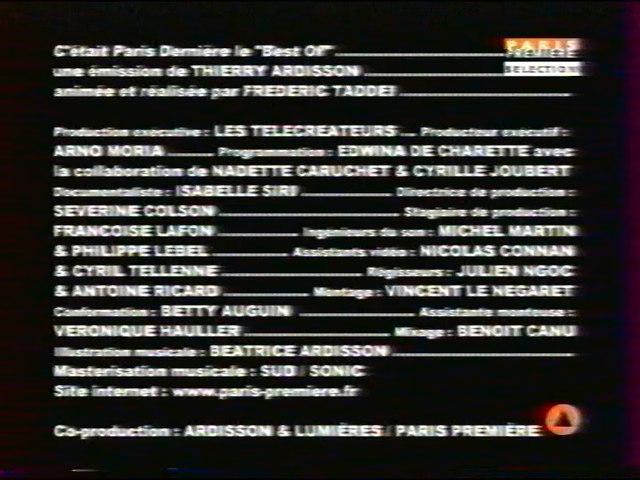 C'était Paris Dernière le "Best Of"
PARIS
PREMIERE
SELECTION
une émission de THIERRY ARDISSON
animée et réalisée par FREDERIC TADDEI
Production exécutive : LES TELECREATEURS Producteur exécutif :
ARNO MORIA Programmation : EDWINA DE CHARETTE avec
la collaboration de NADETTE CARUCHET & CYRILLE JOUBERT
Documentaliste : ISABELLE SIRI Directrice de production :
SEVERINE COLSON Stagiaire de production :
FRANCOISE LAFON Ingénieurs du son : MICHEL MARTIN
& PHILIPPE LEBEL Assistants vidéo : NICOLAS CONNAN
& CYRIL TELLENNE Régisseurs : JULIEN NGOC
& ANTOINE RICARD Montage : VINCENT LE NEGARET
Conformation : BETTY AUGUIN Assistante monteuse :
VERONIQUE HAULLER Mixage : BENOIT CANU
Illustration musicale : BEATRICE ARDISSON
Masterisation musicale : SUD / SONIC
Site internet : www.paris-premiere.fr
Co-production : ARDISSON & LUMIÈRES / PARIS PREMIÈRE